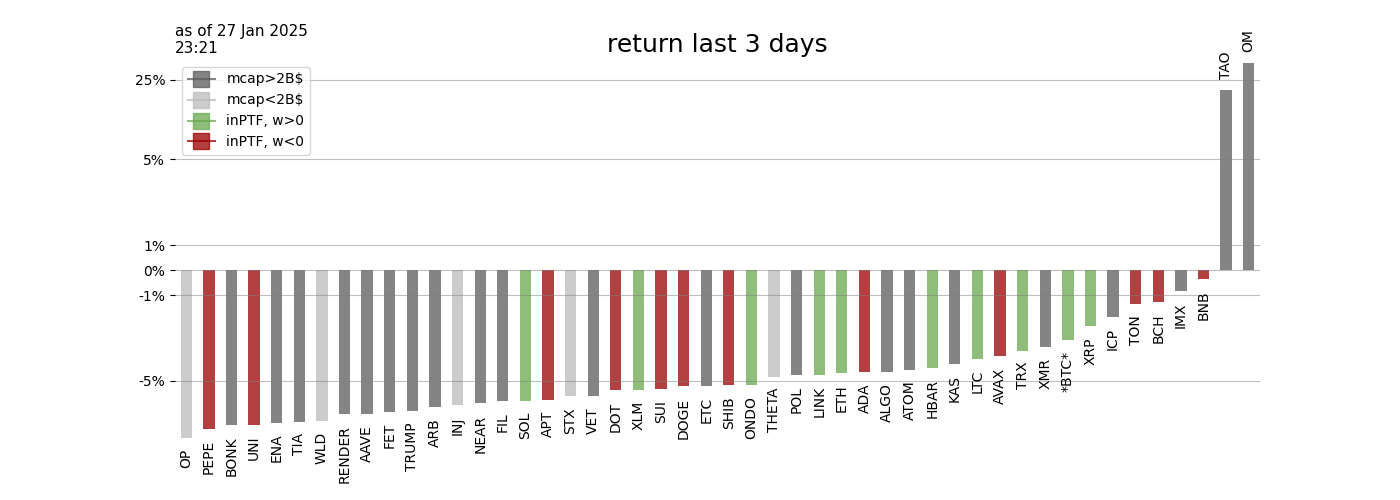 as of 27 Jan 2025
23:21
return last 3 days
mcap>2B$
mcap<2B$
inPTF, w>0
inPTF, w<0
25%
5%
1%
0%
-1%
-5%
OP
PEPE
BONK
UNI
ENA
TIA
WLD
RENDER
AAVE
FET
TRUMP
ARB
INJ
NEAR
FIL
SOL
APT
STX
VET
DOT
XLM
SUI
DOGE
ETC
SHIB
ONDO
THETA
POL
LINK
ETH
ADA
ALGO
ATOM
HBAR
KAS
LTC
AVAX
TRX
XMR
*BTC*
XRP
ICP
TON
BCH
IMX
BNB
TAO
OM